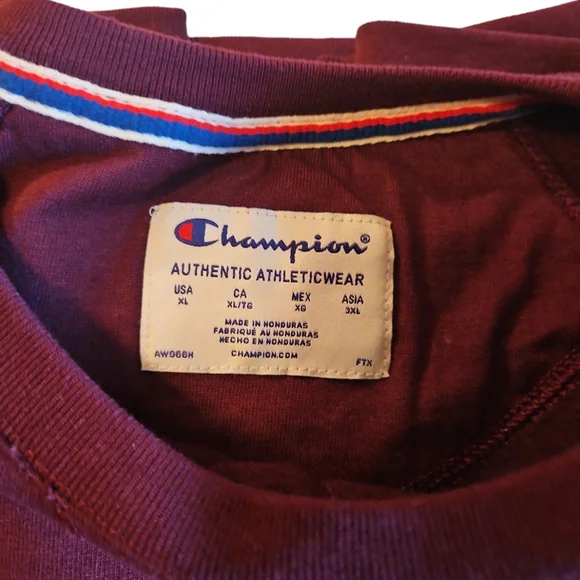 Champion®
AUTHENTIC ATHLETICWEAR
USA CA MEX ASIA
XL XL/TG XG 3XL
MADE IN HONDURAS
FABRIQUÉ AU HONDURAS
HECHO EN HONDURAS
AW966H CHAMPION.COM FTX